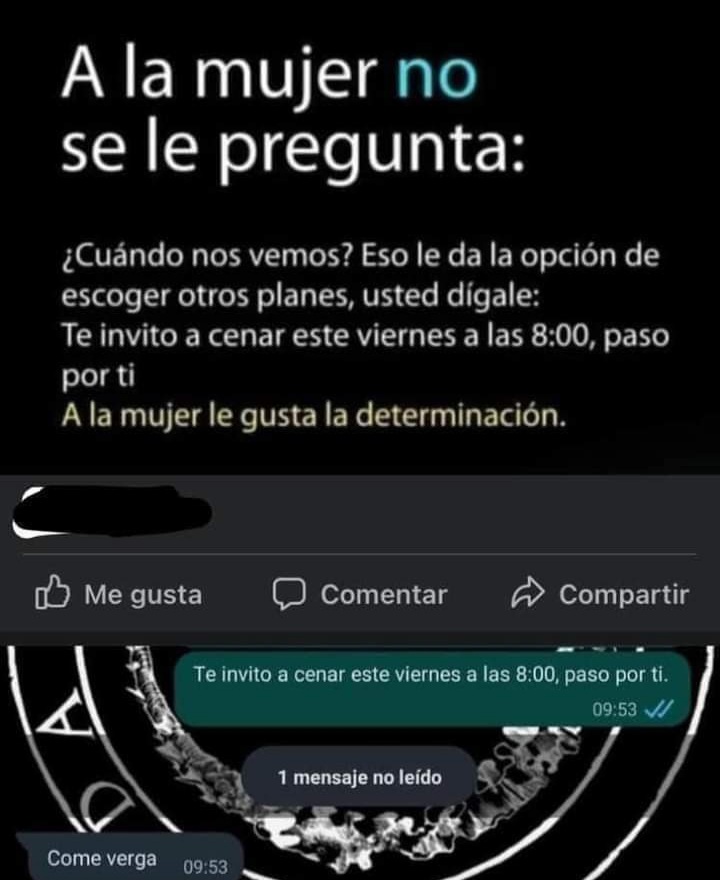 A la mujer no
se le pregunta:
¿Cuándo nos vemos? Eso le da la opción de
escoger otros planes, usted dígale:
Te invito a cenar este viernes a las 8:00, paso
por ti
A la mujer le gusta la determinación.
Me gusta
Comentar
Compartir
Te invito a cenar este viernes a las 8:00, paso por ti.
09:53
1 mensaje no leído
A
D
Come verga
09:53